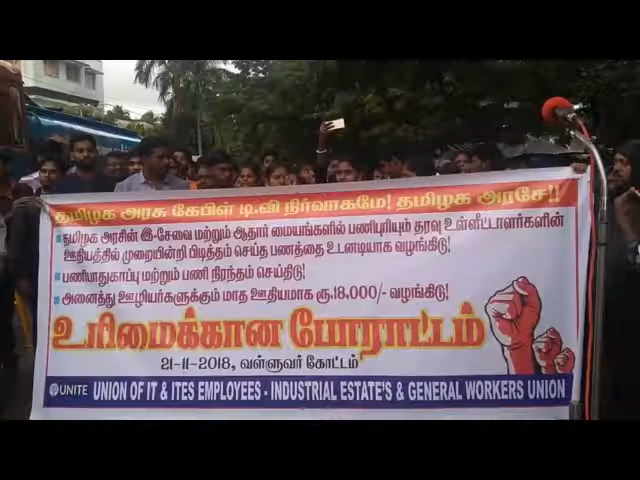 தமிழக அரசு கேபிள் டி.வி நிர்வாகமே! தமிழக அரசே!!
தமிழக அரசின் இ-சேவை மற்றும் ஆதார் மையங்களில் பணிபுரியும் தரவு உள்ளீட்டாளர்களின்
ஊதியத்தில் முறையின்றி பிடித்தம் செய்த பணத்தை உடனடியாக வழங்கிடு!
பணிபாதுகாப்பு மற்றும் பணி நிரந்தம் செய்திடு!
அனைத்து ஊழியர்களுக்கும் மாத ஊதியமாக ரூ.18,000/- வழங்கிடு!
உரிமைக்கான போராட்டம்
21-11-2018, வள்ளுவர் கோட்டம்
UNITE UNION OF IT & ITES EMPLOYEES - INDUSTRIAL ESTATE'S & GENERAL WORKERS UNION